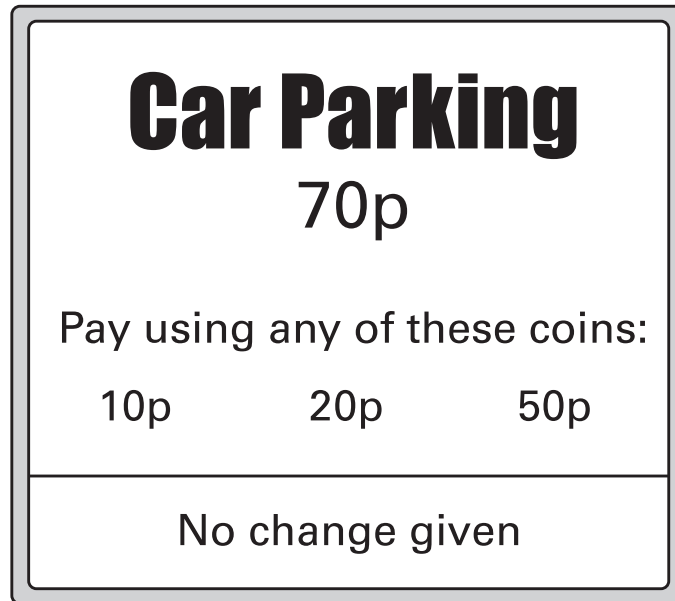 Car Parking
70p
Pay using any of these coins:
10p 20p 50p
No change given